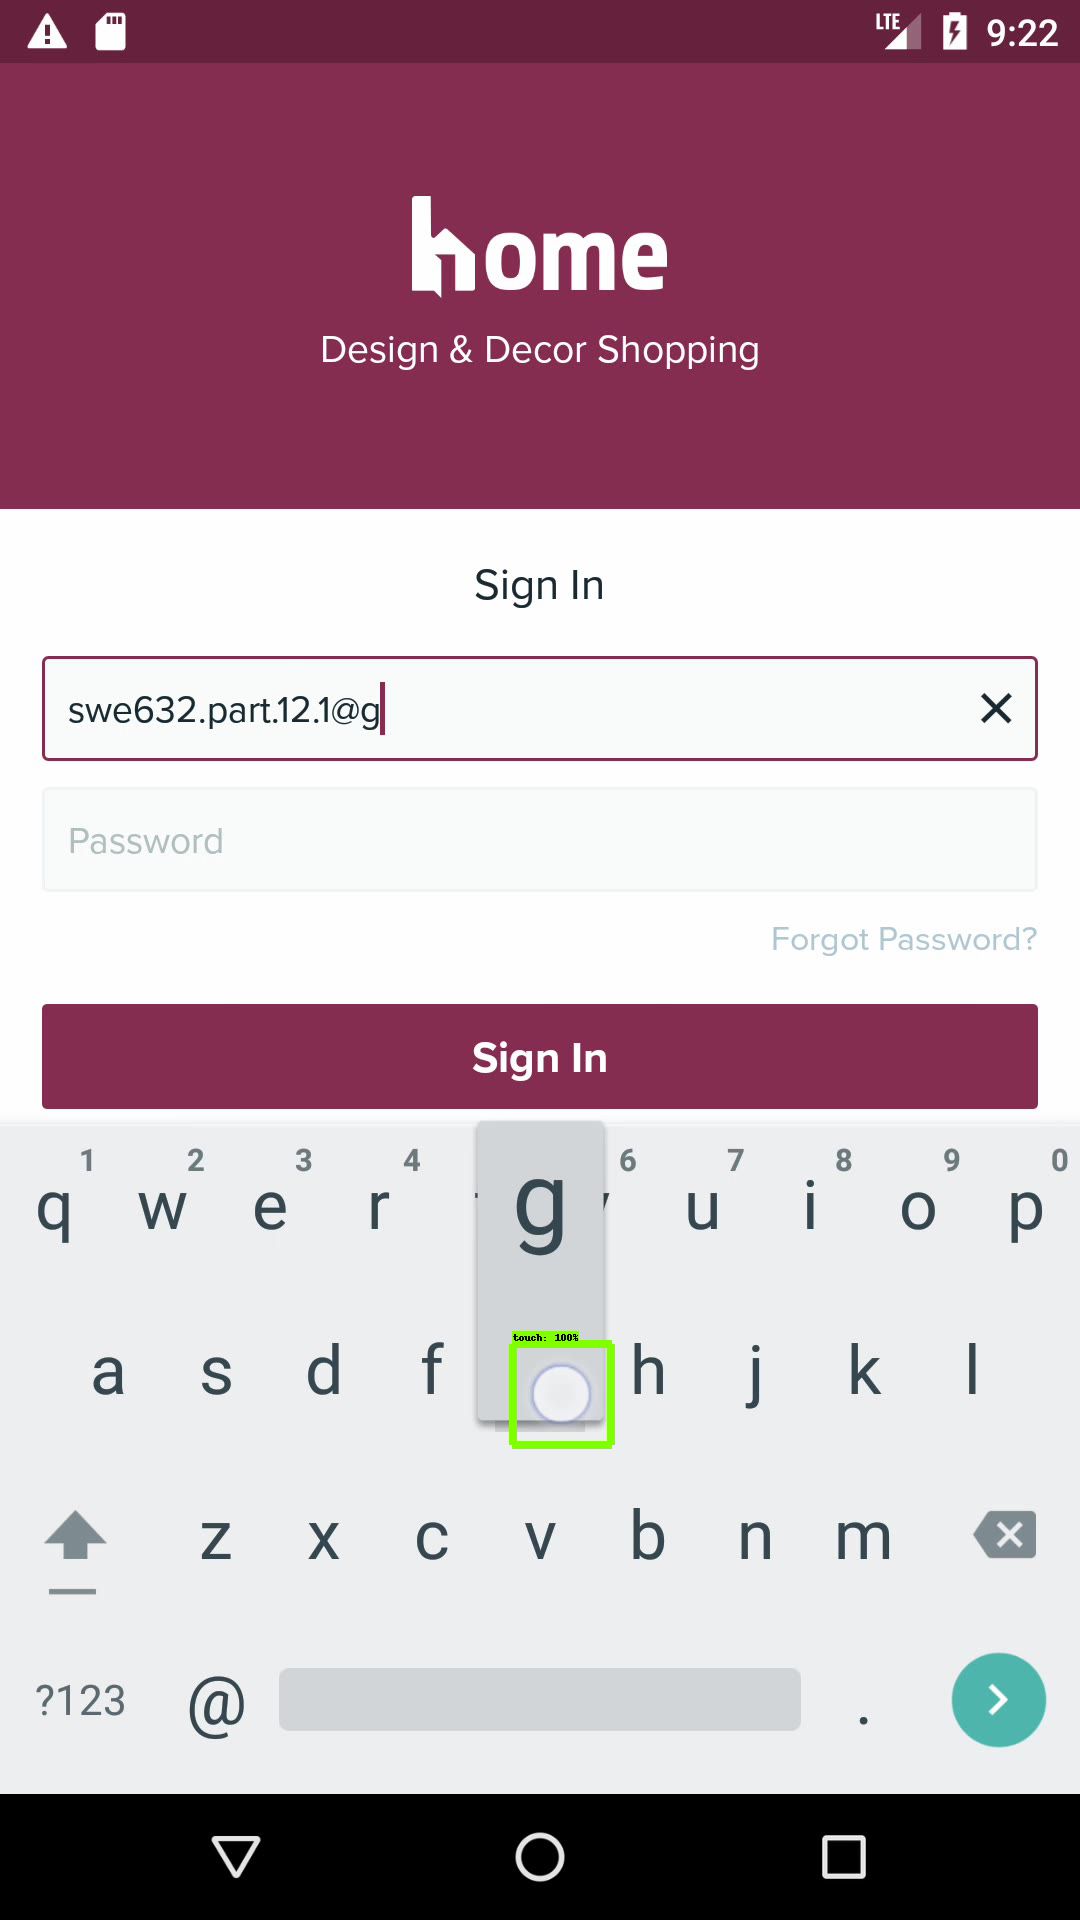 LTE 9:22
home
Design & Decor Shopping
Sign In
swe632.part.12.1@g
Password
Forgot Password?
Sign In
1 2 3 4 6 7 8 9 0
q w e r g u i o p
touch: 100%
a s d f h j k l
z x c v b n m
?123 @ .